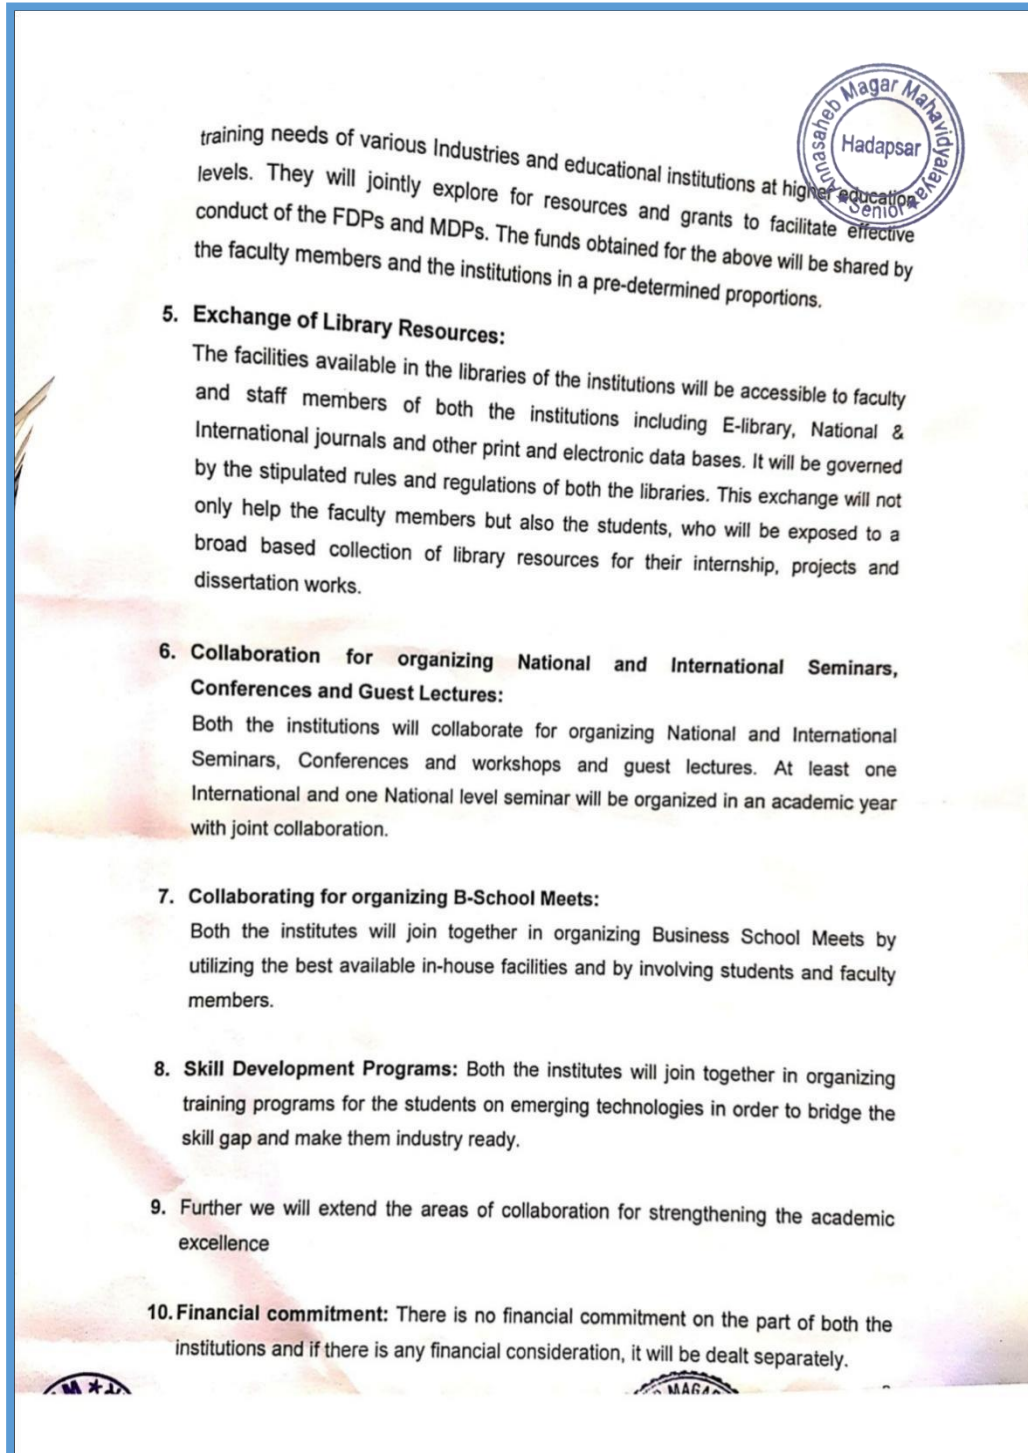 Annasaheb Magar Mahavidyalaya
Hadapsar
★ Senior ★
training needs of various Industries and educational institutions at higher education
levels. They will jointly explore for resources and grants to facilitate effective
conduct of the FDPs and MDPs. The funds obtained for the above will be shared by
the faculty members and the institutions in a pre-determined proportions.
5. Exchange of Library Resources:
The facilities available in the libraries of the institutions will be accessible to faculty
and staff members of both the institutions including E-library, National &
International journals and other print and electronic data bases. It will be governed
by the stipulated rules and regulations of both the libraries. This exchange will not
only help the faculty members but also the students, who will be exposed to a
broad based collection of library resources for their internship, projects and
dissertation works.
6. Collaboration for organizing National and International Seminars,
Conferences and Guest Lectures:
Both the institutions will collaborate for organizing National and International
Seminars, Conferences and workshops and guest lectures. At least one
International and one National level seminar will be organized in an academic year
with joint collaboration.
7. Collaborating for organizing B-School Meets:
Both the institutes will join together in organizing Business School Meets by
utilizing the best available in-house facilities and by involving students and faculty
members.
8. Skill Development Programs: Both the institutes will join together in organizing
training programs for the students on emerging technologies in order to bridge the
skill gap and make them industry ready.
9. Further we will extend the areas of collaboration for strengthening the academic
excellence
10. Financial commitment: There is no financial commitment on the part of both the
institutions and if there is any financial consideration, it will be dealt separately.